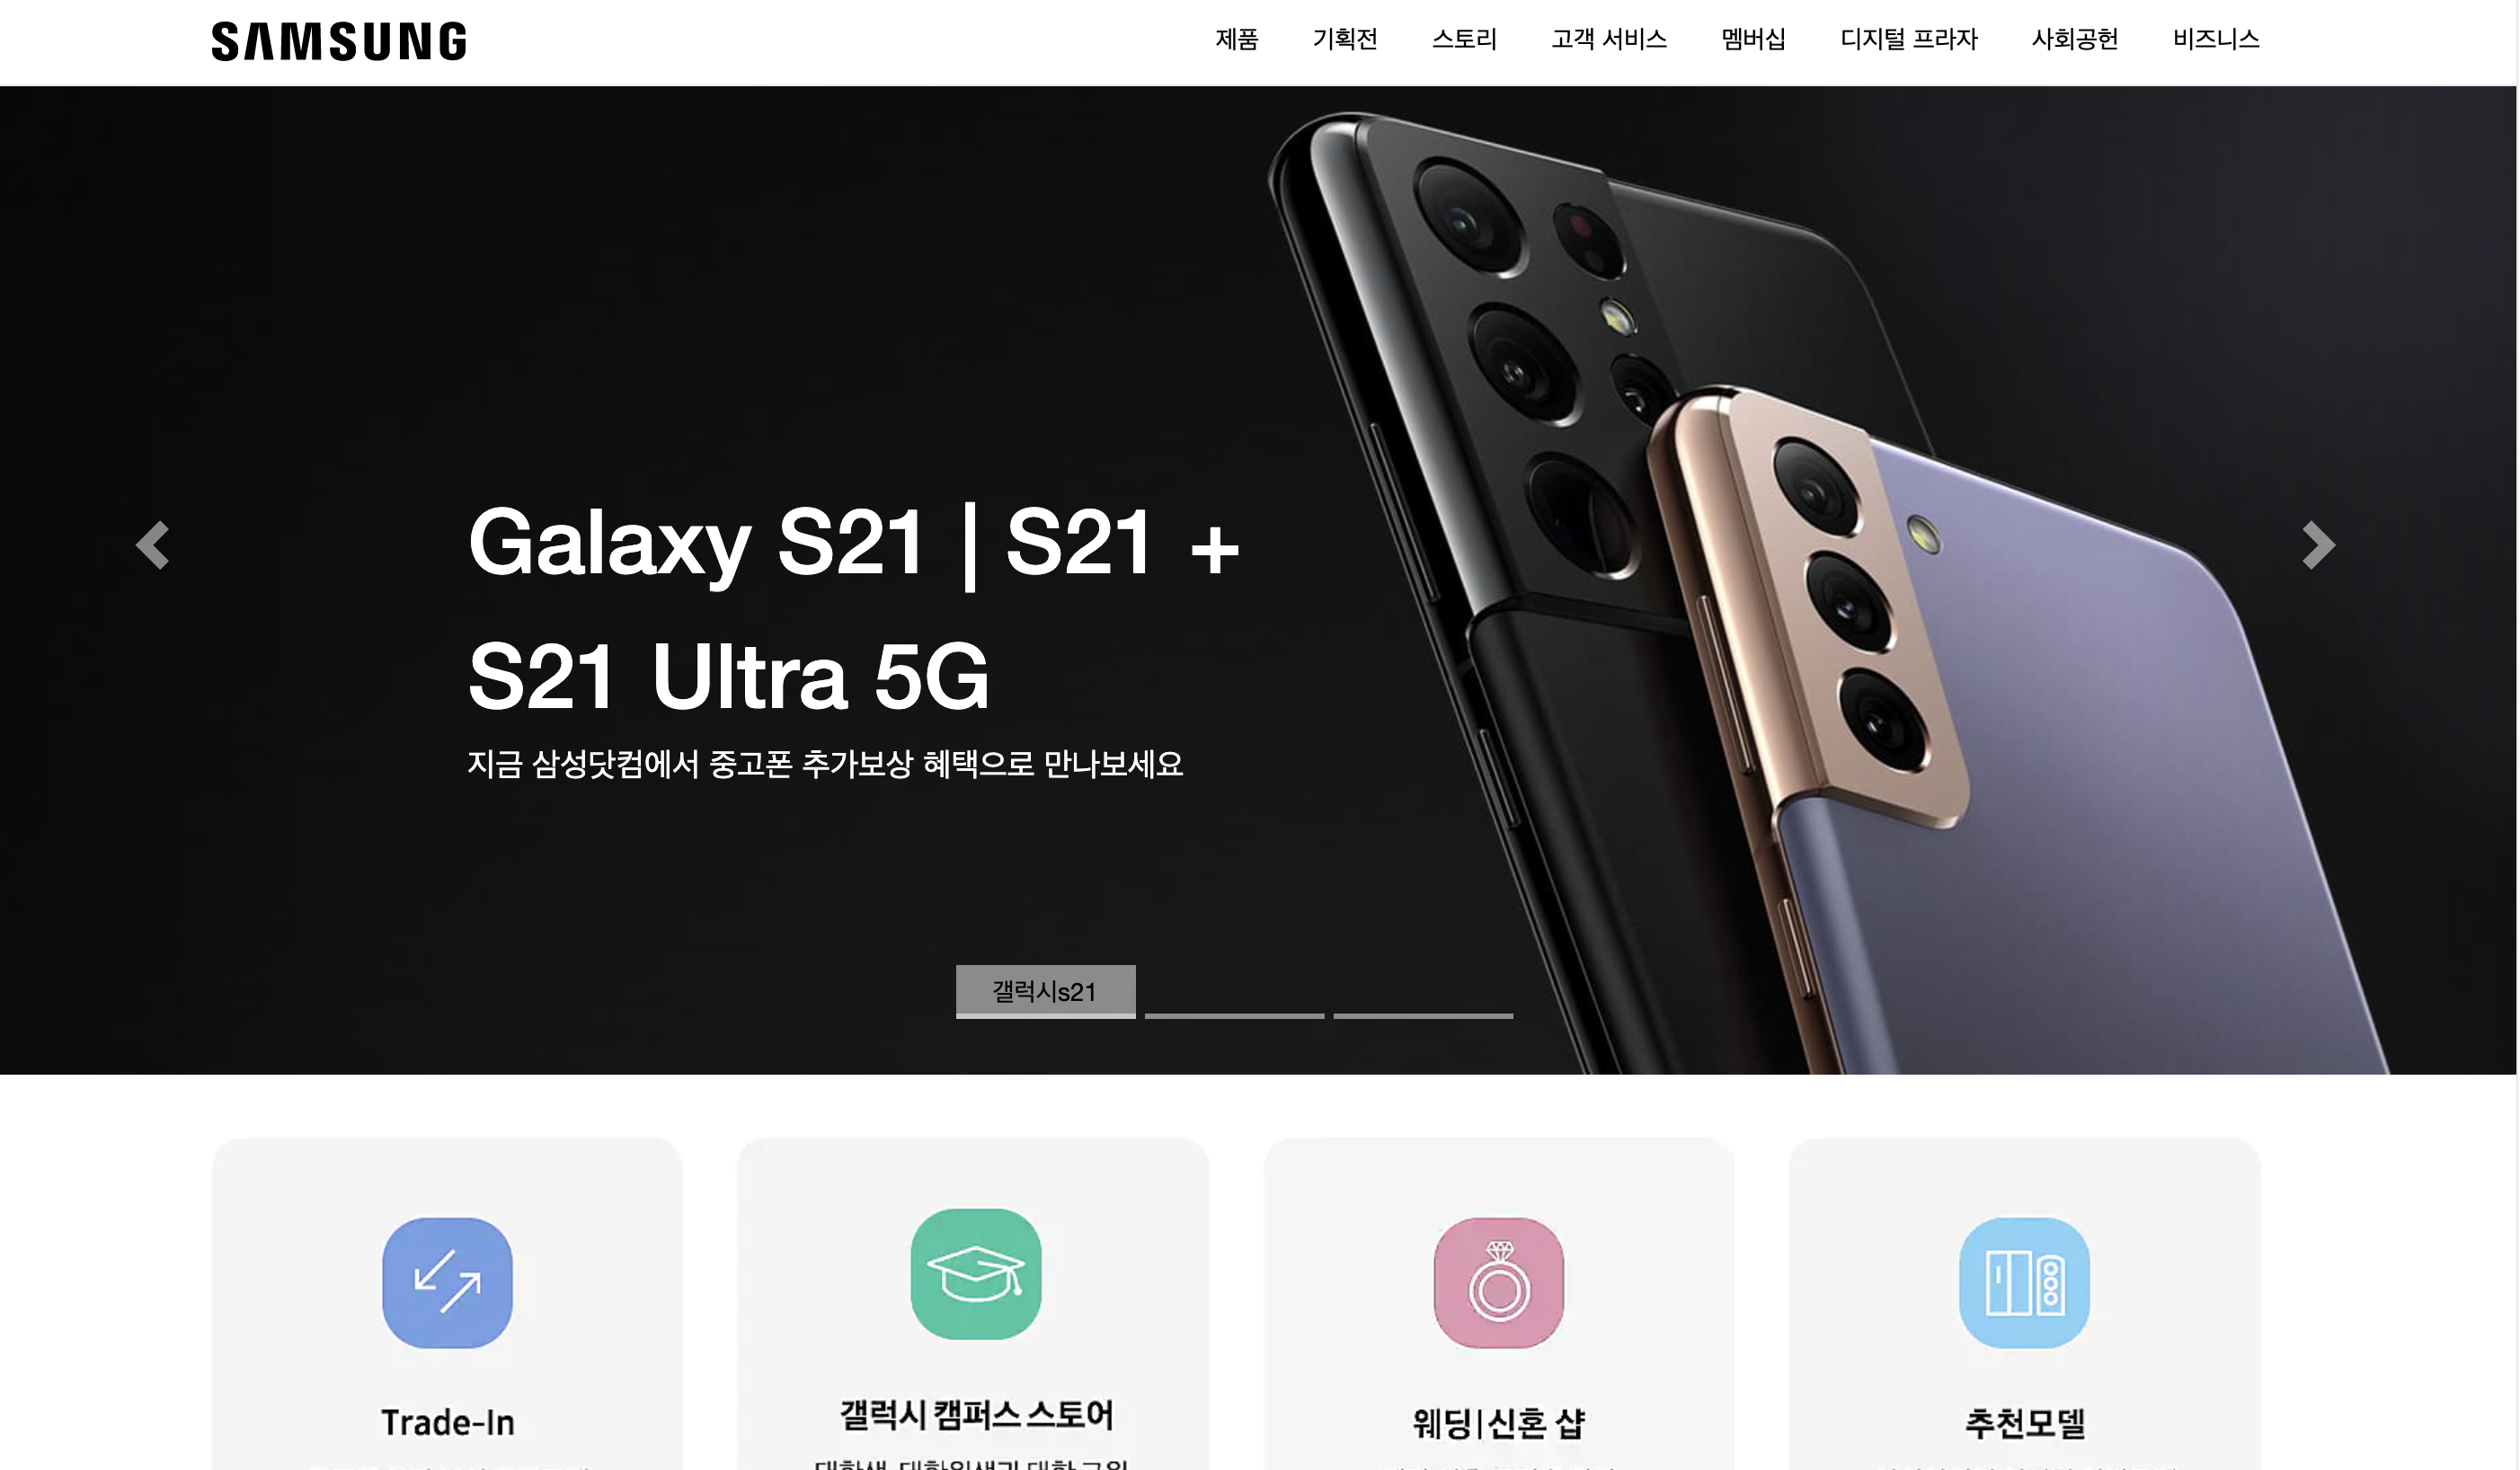 SAMSUNG
제품 기획전 스토리 고객 서비스 멤버십 디지털 프라자 사회공헌 비즈니스
Galaxy S21 | S21 +
S21 Ultra 5G
지금 삼성닷컴에서 중고폰 추가보상 혜택으로 만나보세요
갤럭시s21
Trade-In
갤럭시 캠퍼스 스토어
웨딩|신혼 샵
추천모델